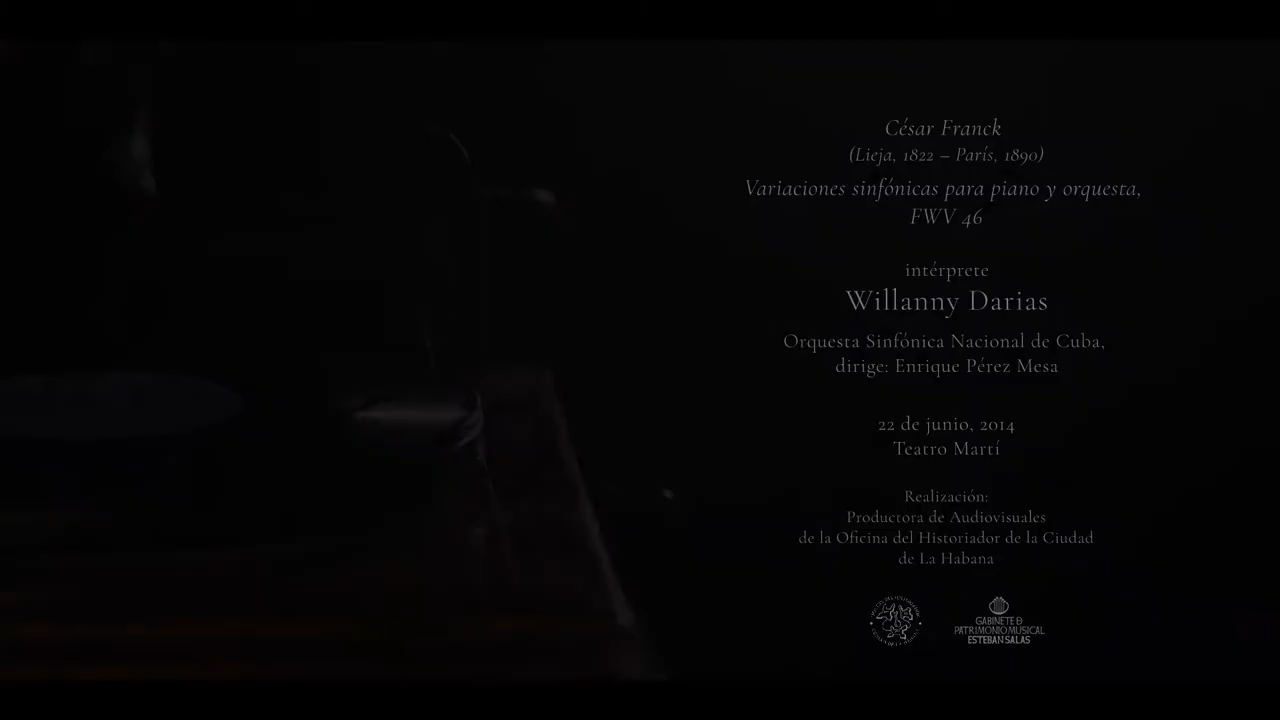 César Franck
(Lieja, 1822 – París, 1890)
Variaciones sinfónicas para piano y orquesta,
FWV 46
intérprete
Willanny Darias
Orquesta Sinfónica Nacional de Cuba,
dirige: Enrique Pérez Mesa
22 de junio, 2014
Teatro Martí
Realización:
Productora de Audiovisuales
de la Oficina del Historiador de la Ciudad
de La Habana
GABINETE D
PATRIMONIO MUSICAL
ESTEBAN SALAS